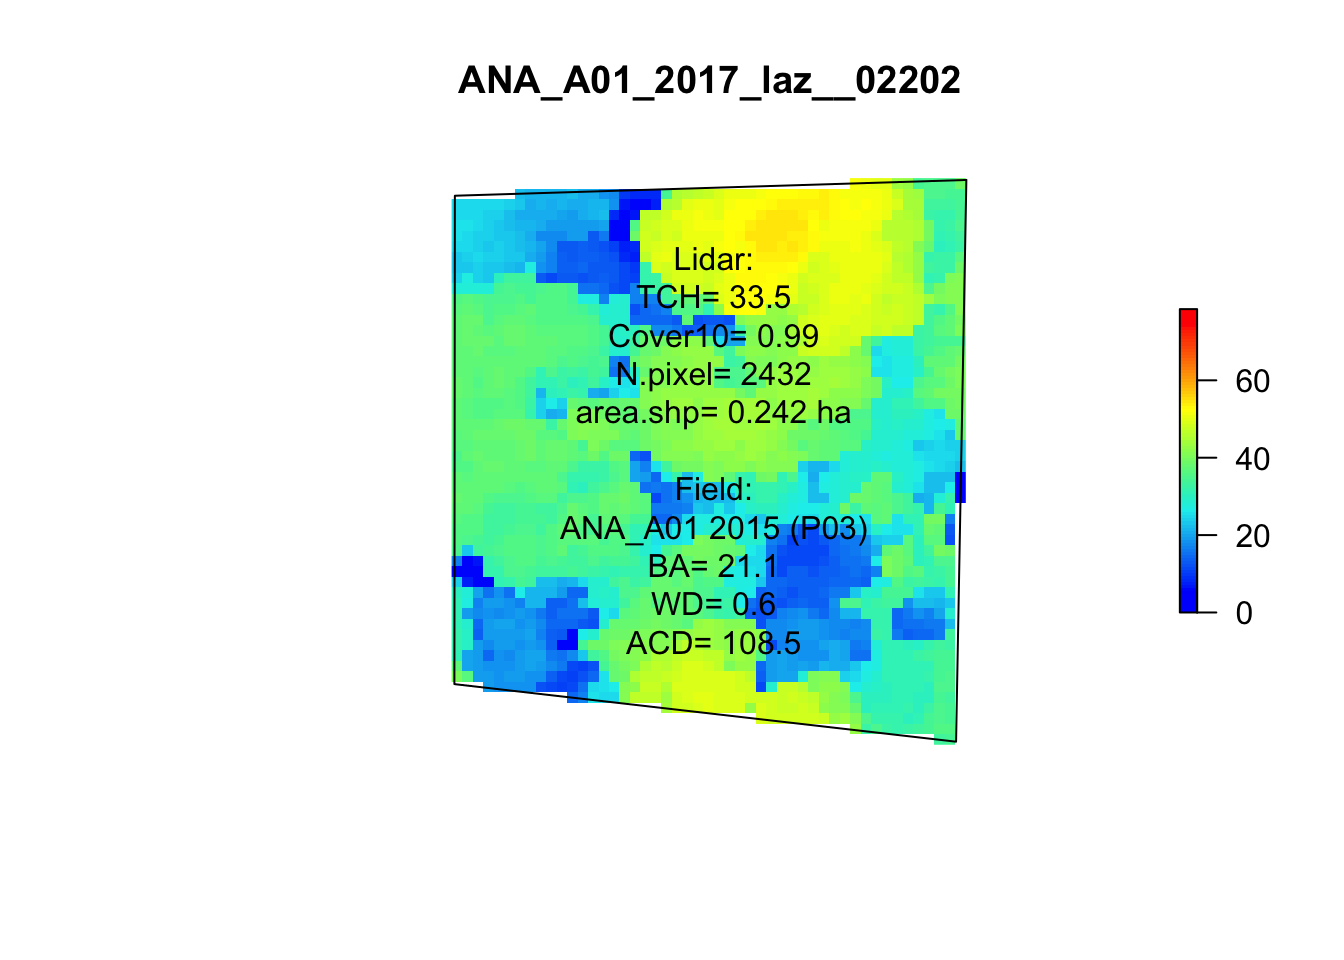 ANA_A01_2017_laz__02202
Lidar:
TCH= 33.5
Cover10= 0.99
N.pixel= 2432
area.shp= 0.242 ha
Field:
ANA_A01 2015 (P03)
BA= 21.1
WD= 0.6
ACD= 108.5
60
40
20
0